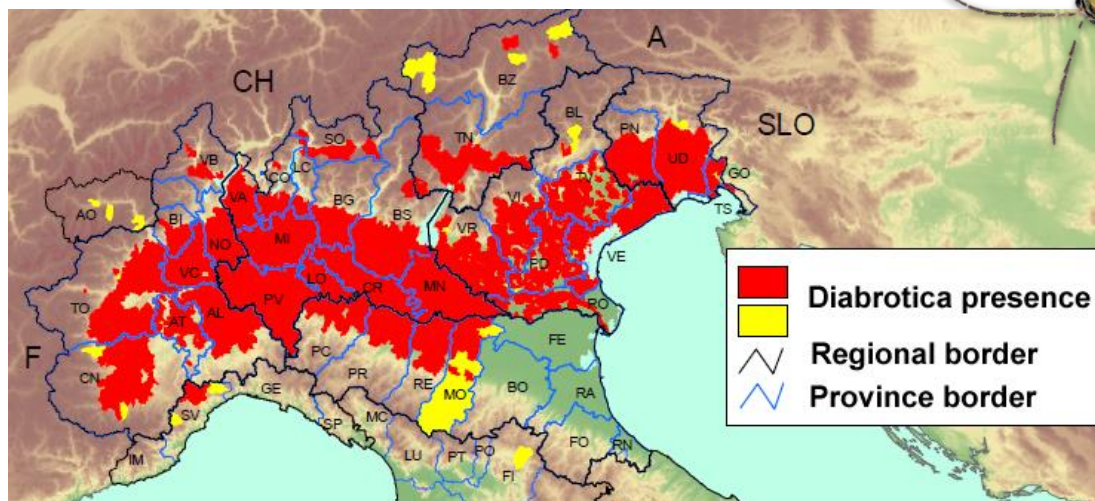 A
CH
BZ
SLO
BL
PN
SO
TN
UD
VB
LC
CO
GO
TV
VA
BG
VI
AO
TS
BI
BS
VR
NO
MI
VE
PD
VC
LO
CR
MN
TO
PV
RO
AT
AL
FE
F
PC
CN
PR
RE
MO
BO
GE
RA
SV
SP
MC
FO
RN
IM
LU
PT
FO
FI
Diabrotica presence
Regional border
Province border